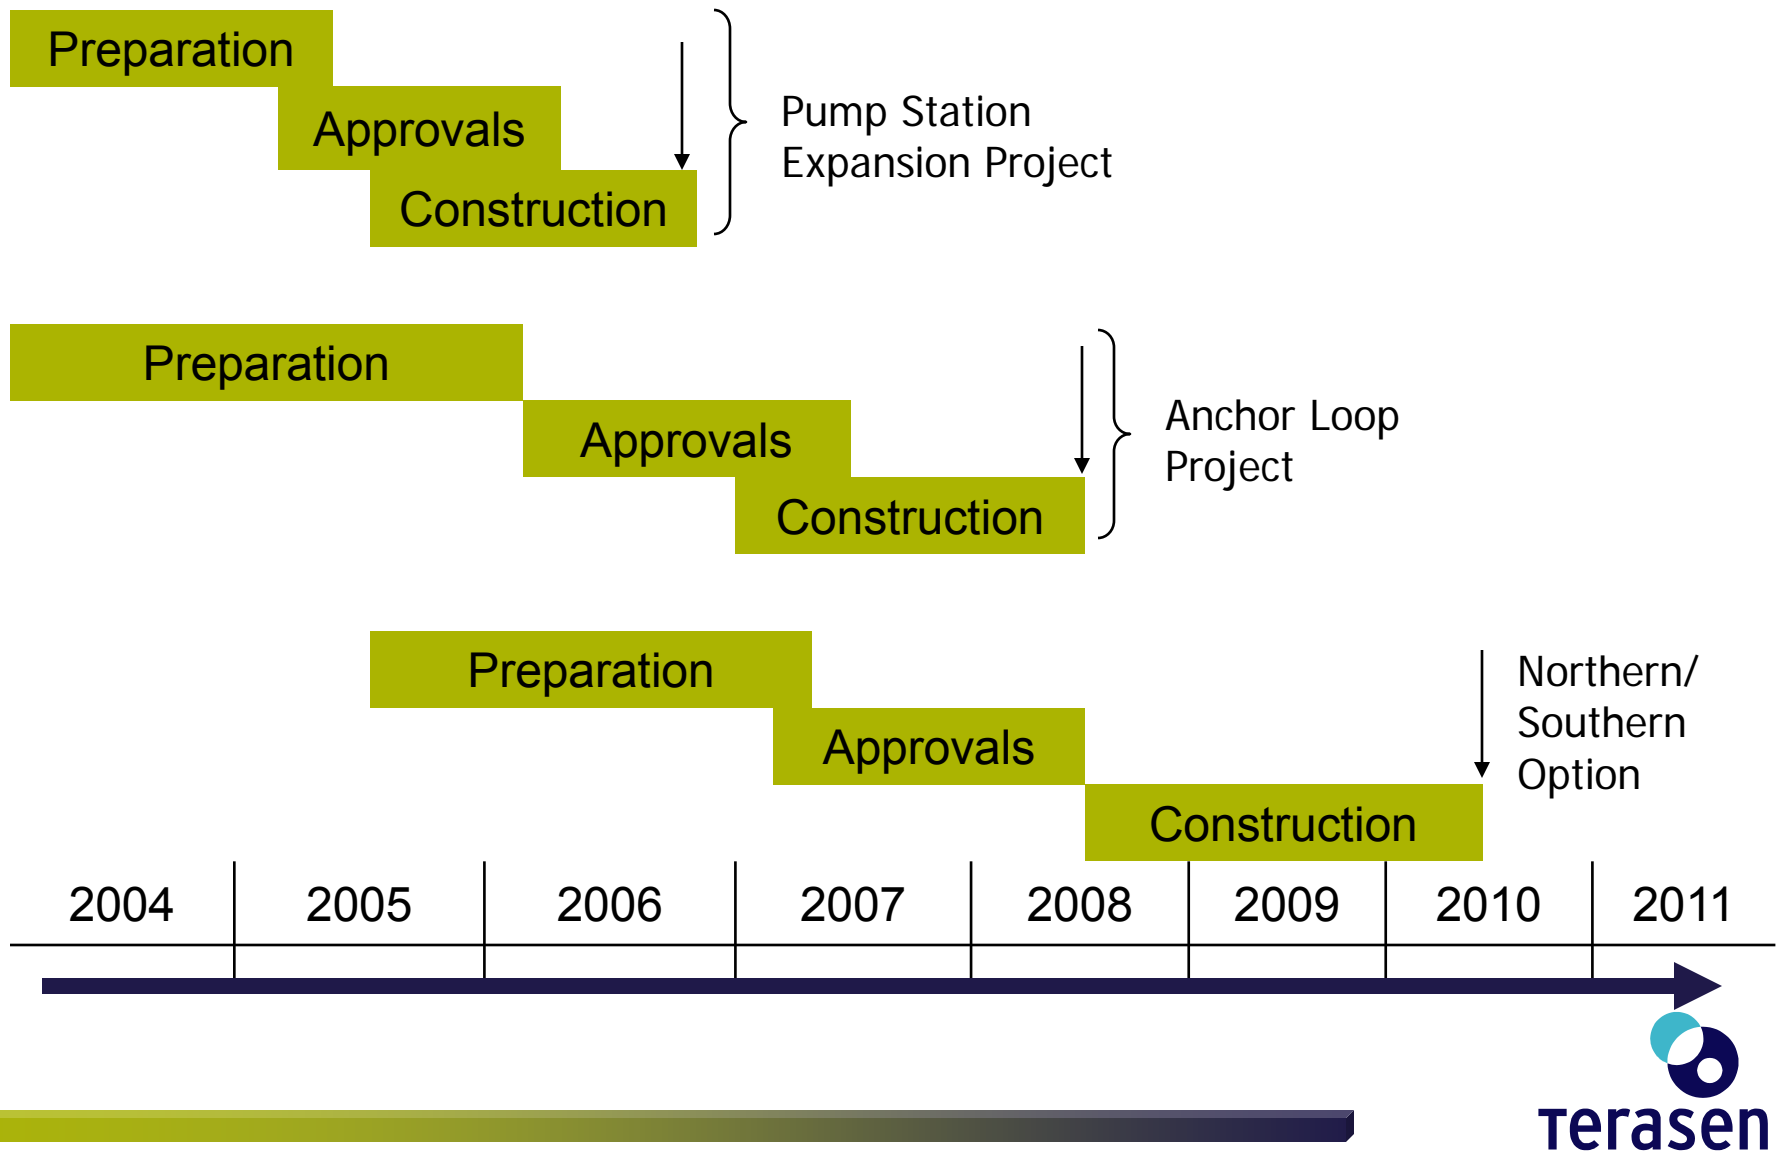 Preparation
Approvals
Construction
Pump Station
Expansion Project
Preparation
Approvals
Construction
Anchor Loop
Project
Preparation
Approvals
Construction
Northern/
Southern
Option
2004 2005 2006 2007 2008 2009 2010 2011
Terasen